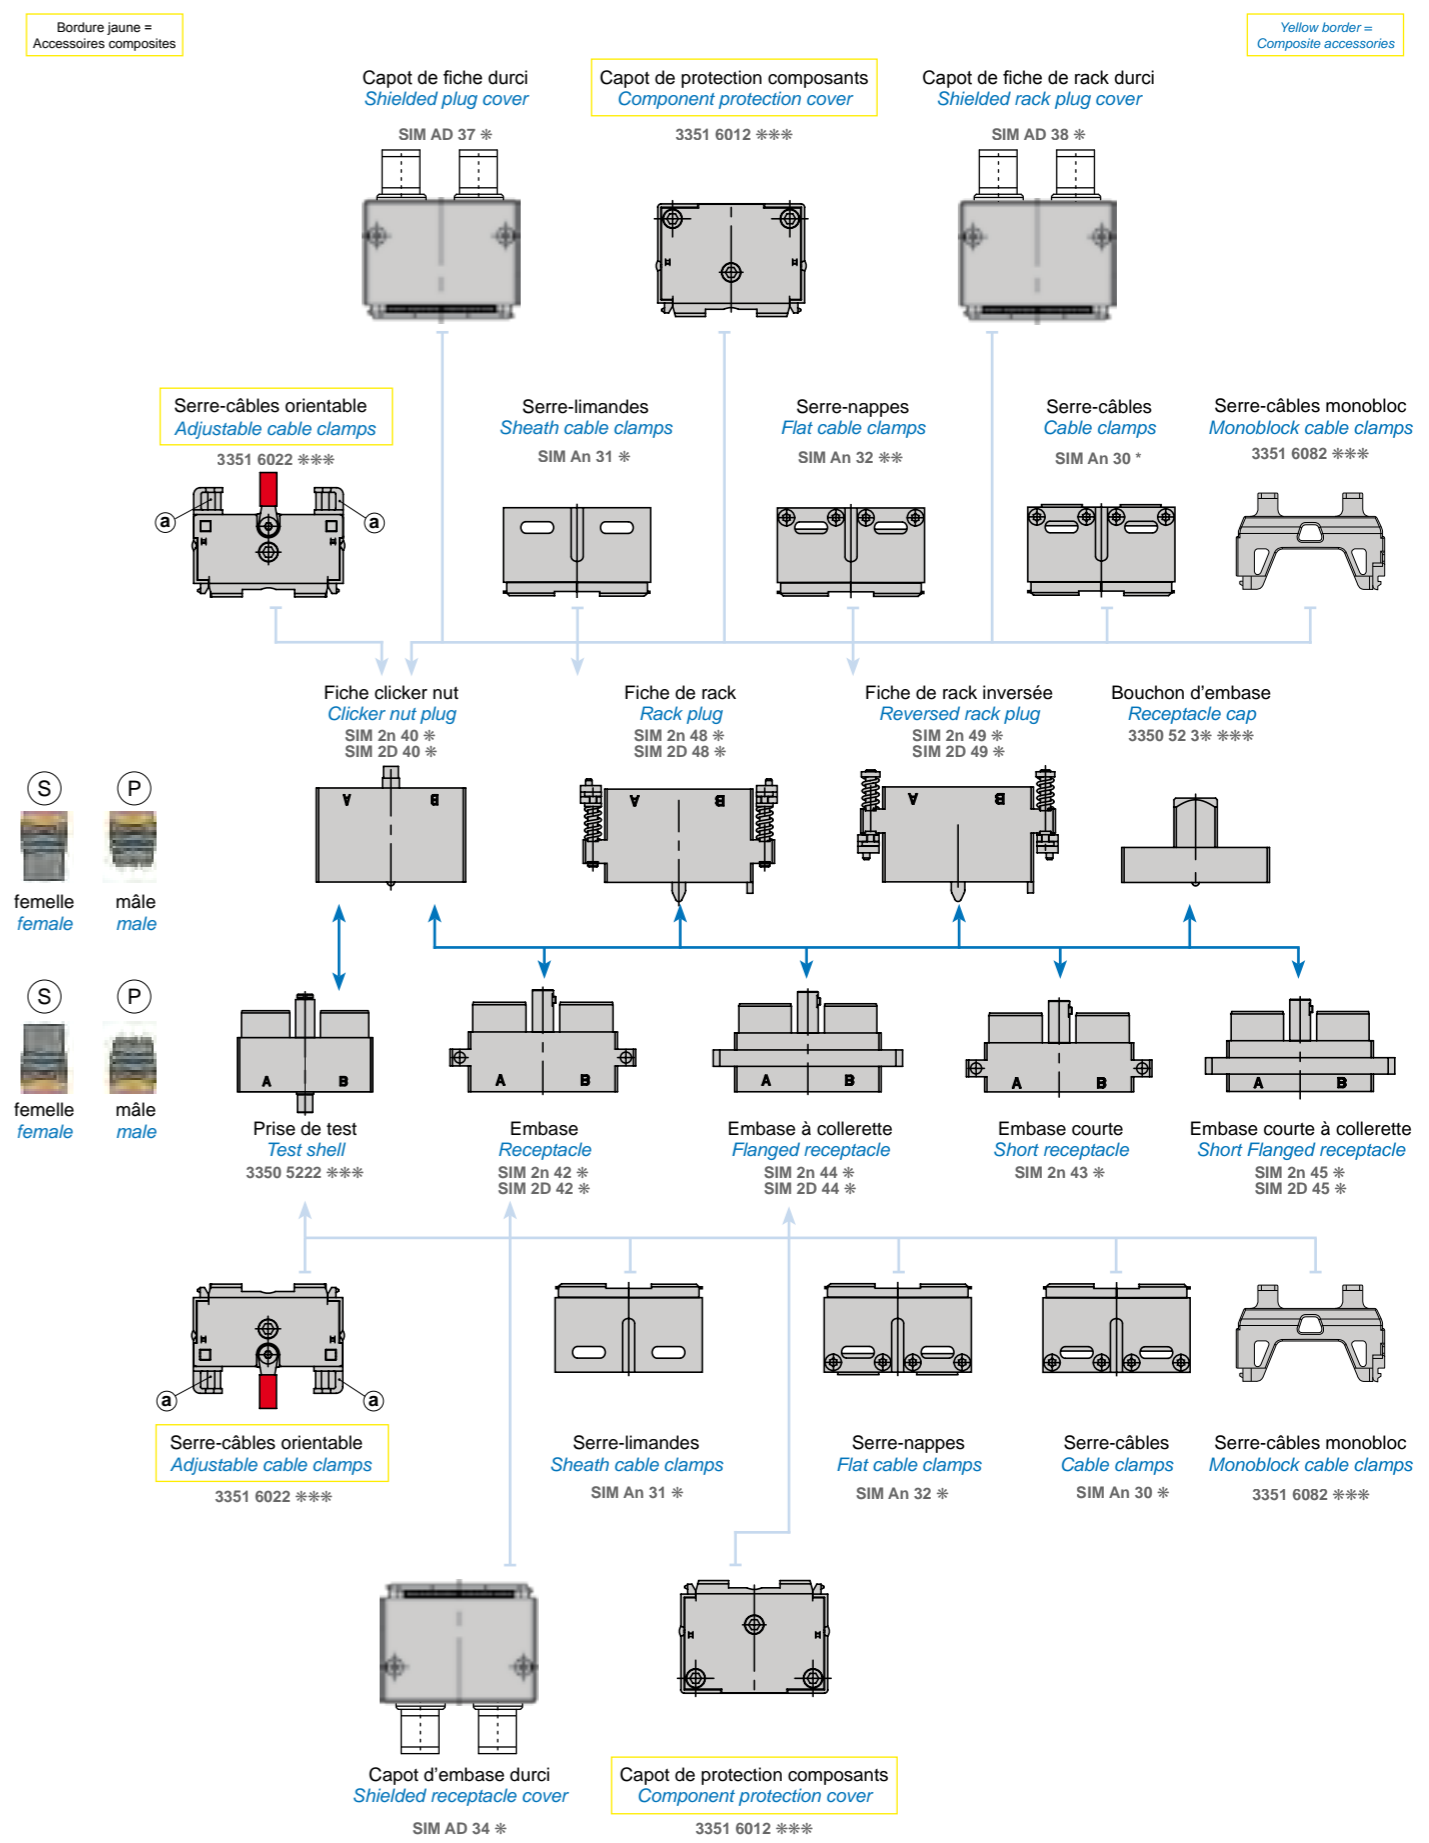 Bordure jaune =
Accessoires composites
Yellow border =
Composite accessories
Capot de fiche durci
Shielded plug cover
SIM AD 37 ✳
Capot de protection composants
Component protection cover
3351 6012 ✳✳✳
Capot de fiche de rack durci
Shielded rack plug cover
SIM AD 38 ✳
Serre-câbles orientable
Adjustable cable clamps
3351 6022 ✳✳✳
a
a
Serre-limandes
Sheath cable clamps
SIM An 31 ✳
Serre-nappes
Flat cable clamps
SIM An 32 ✳✳
Serre-câbles
Cable clamps
SIM An 30 *
Serre-câbles monobloc
Monoblock cable clamps
3351 6082 ✳✳✳
Fiche clicker nut
Clicker nut plug
SIM 2n 40 ✳
SIM 2D 40 ✳
A B
Fiche de rack
Rack plug
SIM 2n 48 ✳
SIM 2D 48 ✳
A B
Fiche de rack inversée
Reversed rack plug
SIM 2n 49 ✳
SIM 2D 49 ✳
A B
Bouchon d'embase
Receptacle cap
3350 52 3✳ ✳✳✳
S
femelle
female
P
mâle
male
S
femelle
female
P
mâle
male
A B
Prise de test
Test shell
3350 5222 ✳✳✳
A B
Embase
Receptacle
SIM 2n 42 ✳
SIM 2D 42 ✳
A B
Embase à collerette
Flanged receptacle
SIM 2n 44 ✳
SIM 2D 44 ✳
A B
Embase courte
Short receptacle
SIM 2n 43 ✳
A B
Embase courte à collerette
Short Flanged receptacle
SIM 2n 45 ✳
SIM 2D 45 ✳
a
a
Serre-câbles orientable
Adjustable cable clamps
3351 6022 ✳✳✳
Serre-limandes
Sheath cable clamps
SIM An 31 ✳
Serre-nappes
Flat cable clamps
SIM An 32 ✳
Serre-câbles
Cable clamps
SIM An 30 ✳
Serre-câbles monobloc
Monoblock cable clamps
3351 6082 ✳✳✳
Capot d'embase durci
Shielded receptacle cover
SIM AD 34 ✳
Capot de protection composants
Component protection cover
3351 6012 ✳✳✳